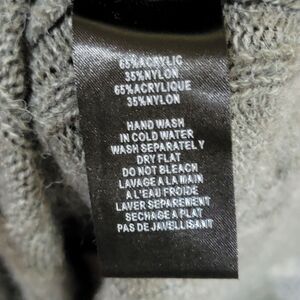 65%ACRYLIC
35%NYLON
65%ACRYLIQUE
35%NYLON
HAND WASH
IN COLD WATER
WASH SEPARATELY
DRY FLAT
DO NOT BLEACH
LAVAGE A LA MAIN
A L'EAU FROIDE
LAVER SEPAREMENT
SECHAGE A PLAT
PAS DE JAVELLISANT